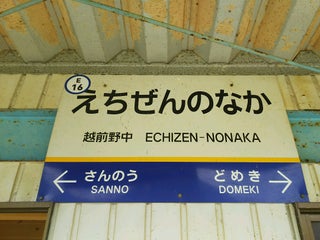 E
16
えちぜんのなか
越前野中 ECHIZEN-NONAKA
← さんのう どめき →
SANNO DOMEKI